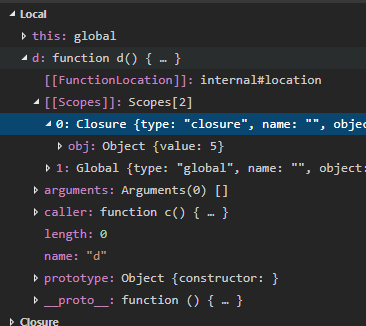 Local
this: global
d: function d() { … }
[[FunctionLocation]]: internal#location
[[Scopes]]: Scopes[2]
0: Closure {type: "closure", name: "", objec
obj: Object {value: 5}
1: Global {type: "global", name: "", object:
arguments: Arguments(0) []
caller: function c() { … }
length: 0
name: "d"
prototype: Object {constructor: }
__proto__: function () { … }
Closure